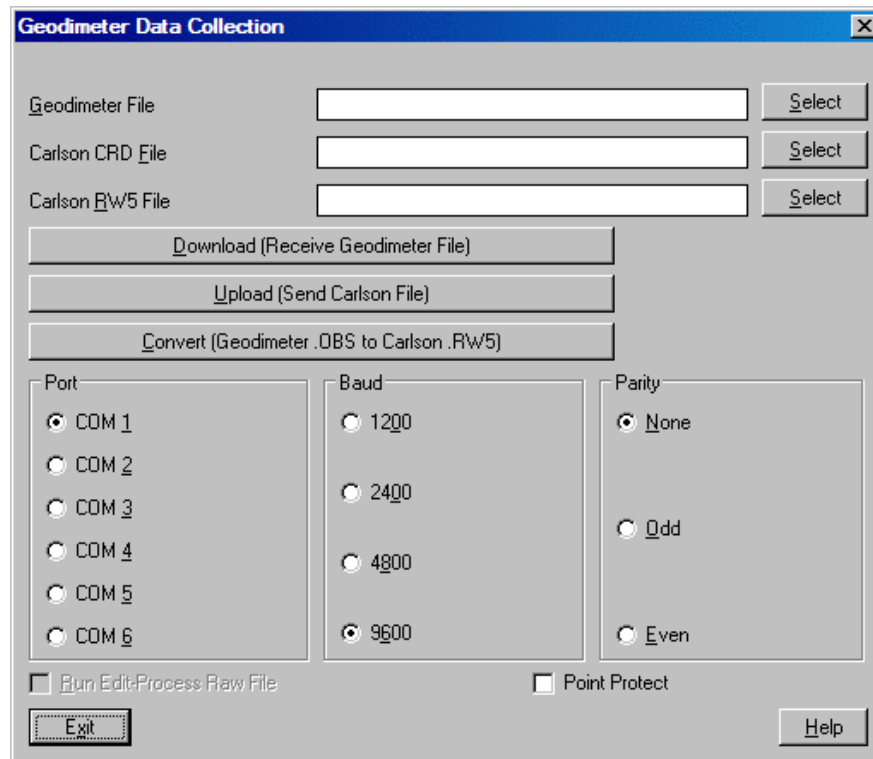 Geodimeter Data Collection
Geodimeter File
Select
Carlson CRD File
Select
Carlson RW5 File
Select
Download (Receive Geodimeter File)
Upload (Send Carlson File)
Convert (Geodimeter .OBS to Carlson .RW5)
Port
COM 1
COM 2
COM 3
COM 4
COM 5
COM 6
Baud
1200
2400
4800
9600
Parity
None
Odd
Even
Run Edit-Process Raw File
Point Protect
Exit
Help